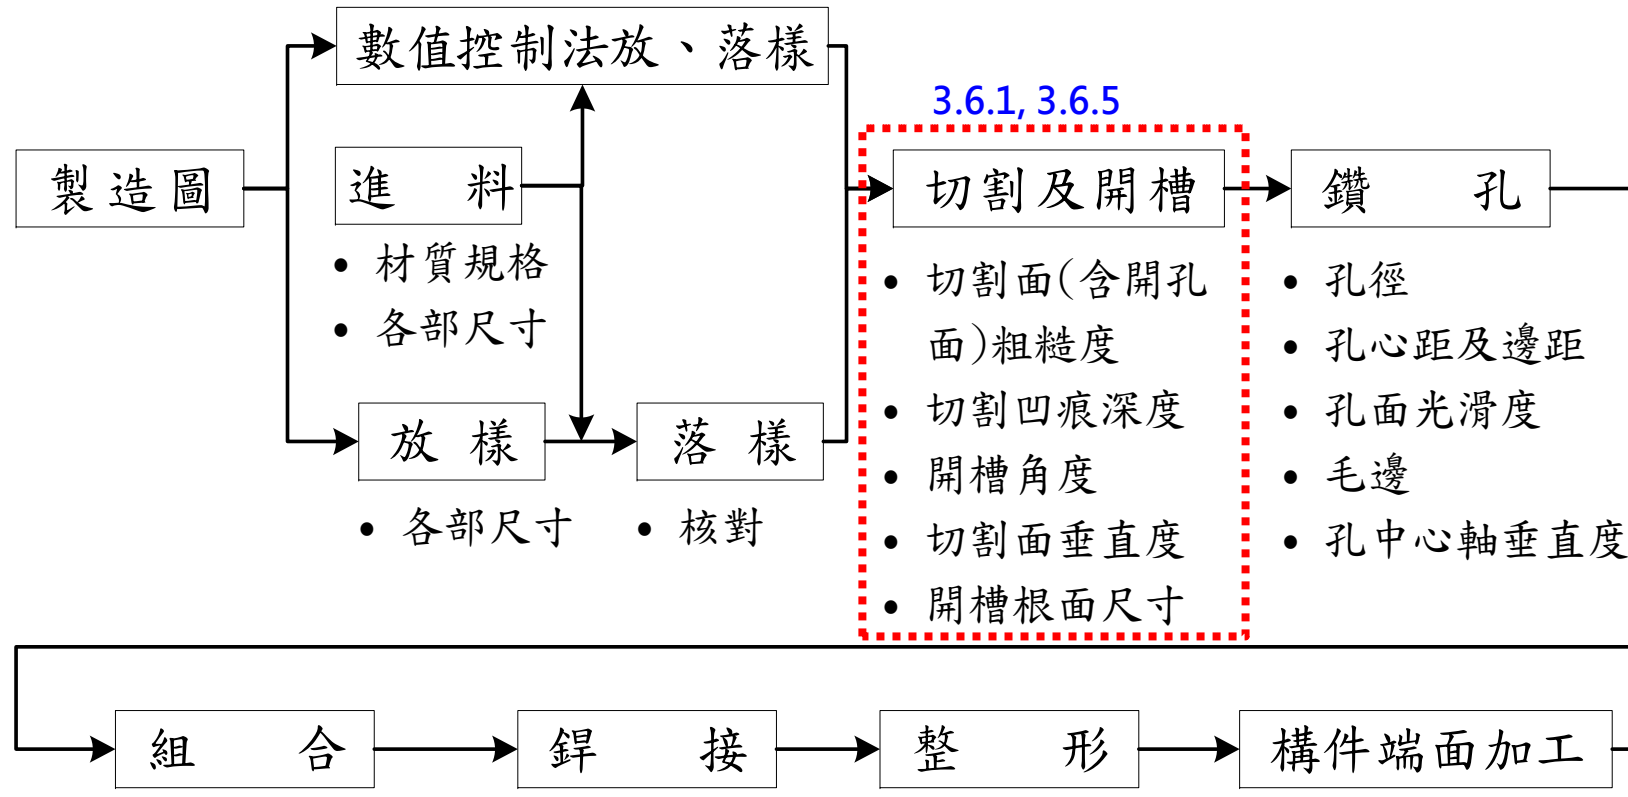 數值控制法放、落樣
3.6.1, 3.6.5
製造圖
進 料
• 材質規格
• 各部尺寸
放 樣
• 各部尺寸
落 樣
• 核對
切割及開槽
• 切割面(含開孔
面)粗糙度
• 切割凹痕深度
• 開槽角度
• 切割面垂直度
• 開槽根面尺寸
鑽 孔
• 孔徑
• 孔心距及邊距
• 孔面光滑度
• 毛邊
• 孔中心軸垂直度
組 合
銲 接
整 形
構件端面加工